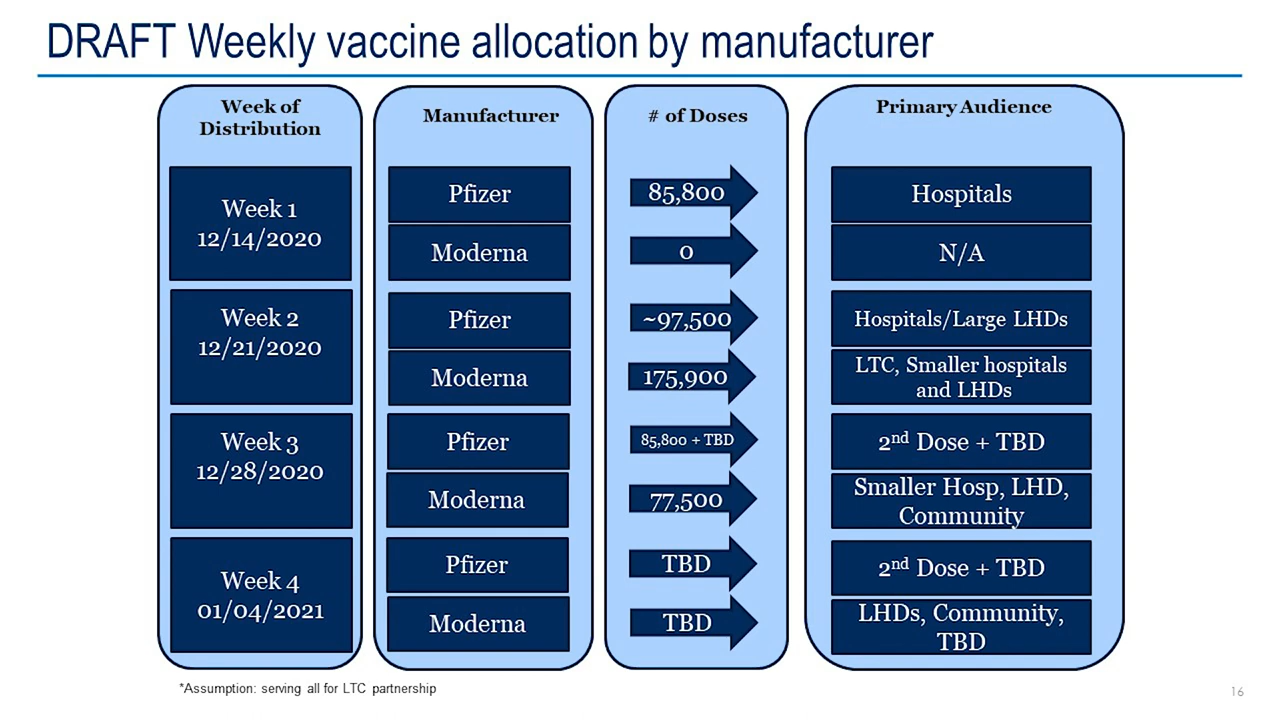 DRAFT Weekly vaccine allocation by manufacturer
Week of
Distribution
Manufacturer
# of Doses
Primary Audience
Week 1
12/14/2020
Pfizer
85,800
Hospitals
Moderna
0
N/A
Week 2
12/21/2020
Pfizer
~97,500
Hospitals/Large LHDs
Moderna
175,900
LTC, Smaller hospitals
and LHDs
Week 3
12/28/2020
Pfizer
85,800 + TBD
2nd Dose + TBD
Moderna
77,500
Smaller Hosp, LHD,
Community
Week 4
01/04/2021
Pfizer
TBD
2nd Dose + TBD
Moderna
TBD
LHDs, Community,
TBD
*Assumption: serving all for LTC partnership
16